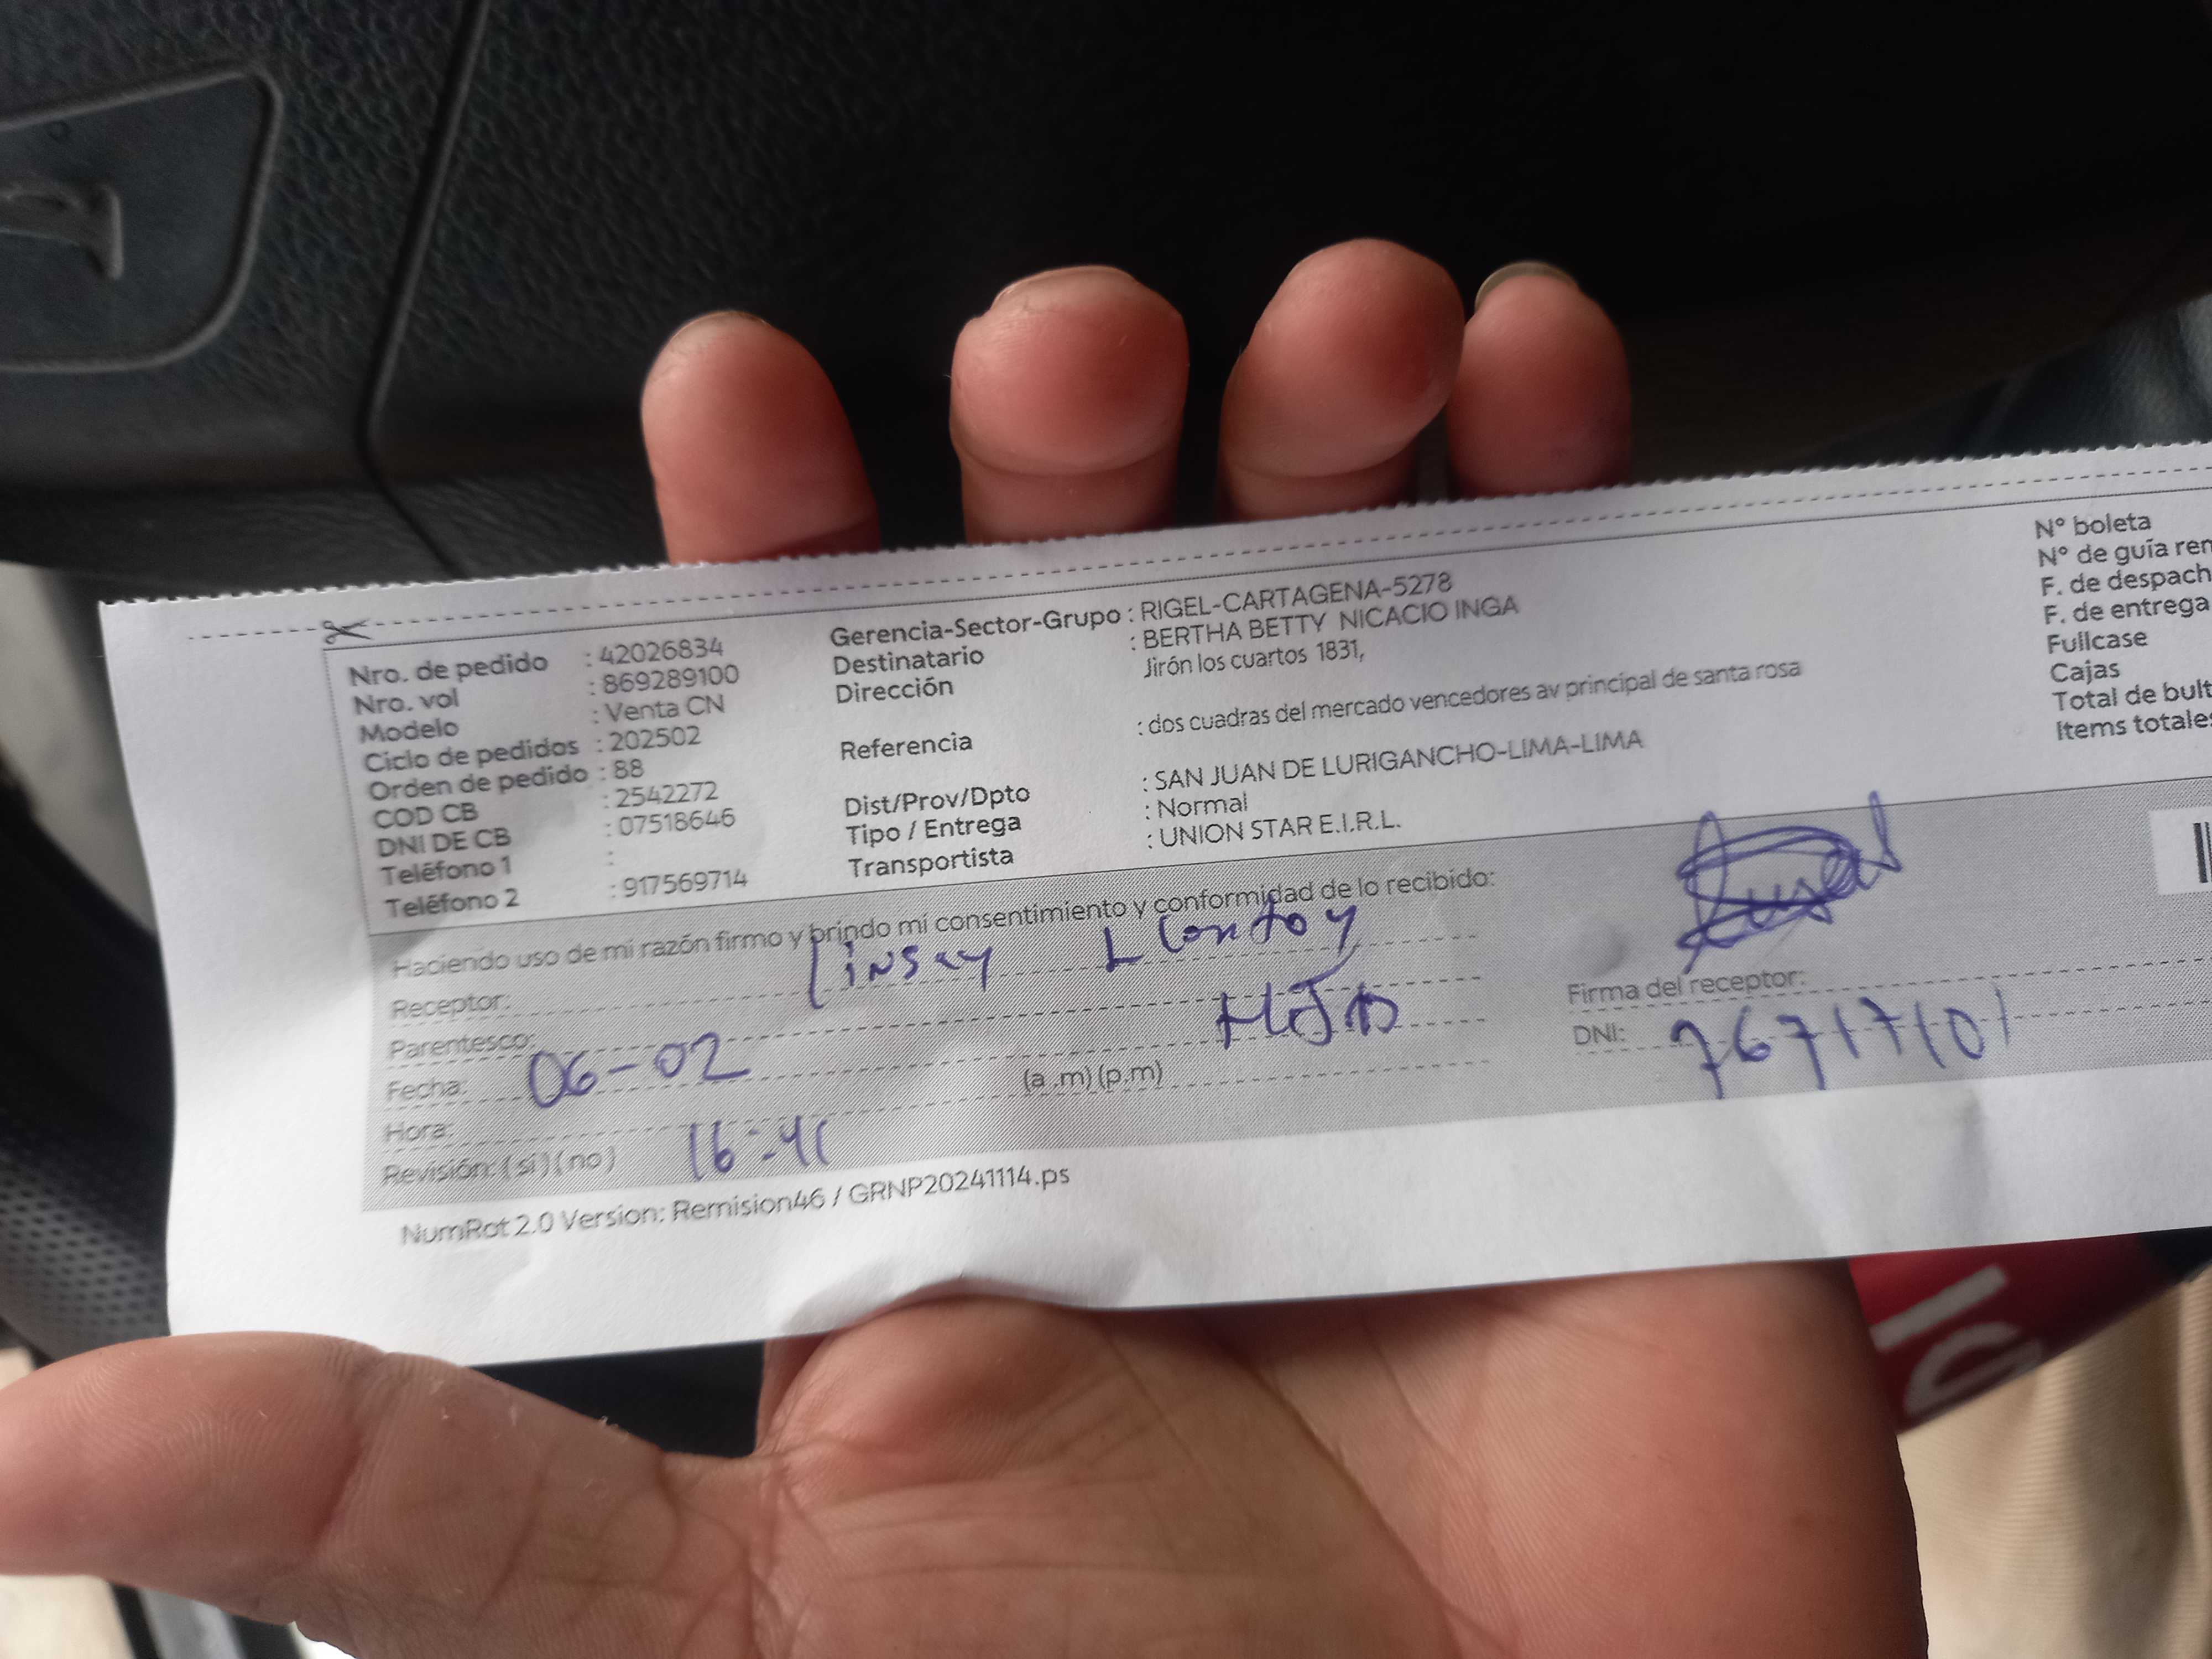 Nro. de pedido : 42026834
Nro. vol : 869289100
Modelo : Venta CN
Ciclo de pedidos : 202502
Orden de pedido : 88
COD CB : 2542272
DNI DE CB : 07518646
Teléfono 1 :
Teléfono 2 : 917569714
Gerencia-Sector-Grupo : RIGEL-CARTAGENA-5278
Destinatario : BERTHA BETTY NICACIO INGA
Dirección Jirón los cuartos 1831,
Referencia : dos cuadras del mercado vencedores av principal de santa rosa
Dist/Prov/Dpto : SAN JUAN DE LURIGANCHO-LIMA-LIMA
Tipo / Entrega : Normal
Transportista : UNION STAR E.I.R.L.
N° boleta
N° de guía rem
F. de despach
F. de entrega
Fullcase
Cajas
Total de bult
Items totales
Haciendo uso de mi razón firmo y brindo mi consentimiento y conformidad de lo recibido:
Receptor: Linsey Llantoy
Parentesco: HIJA
Fecha: 06-02
Hora: 16:41 (a .m) (p.m)
Revisión: ( si ) ( no )
Firma del receptor:
DNI: 76717101
NumRot 2.0 Version: Remision46 / GRNP20241114.ps